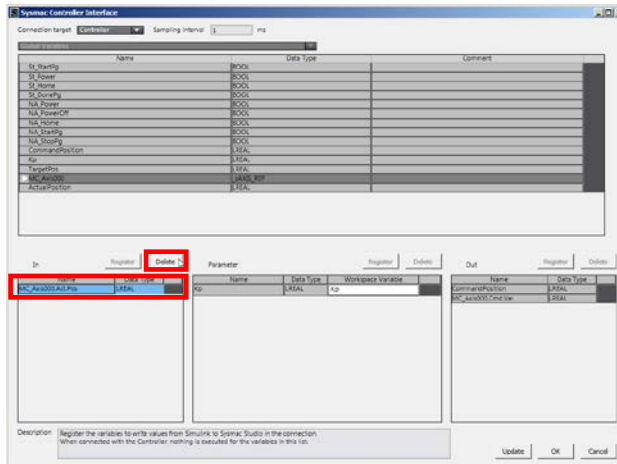 Sysmac Controller Interface
Connection target Controller Sampling Interval 1 ms
Global Variables
Name Data Type Comment
St_StartPg BOOL
St_Power BOOL
St_Home BOOL
St_DonePg BOOL
NA_Power BOOL
NA_PowerOff BOOL
NA_Home BOOL
NA_StartPg BOOL
NA_StopPg BOOL
CommandPosition LREAL
Kp LREAL
TargetPos LREAL
MC_Axis000 _sAXIS_REF
ActualPosition LREAL
In Register Delete Parameter Register Delete Out Register Delete
Name Data Type Name Data Type Workspace Variable Name Data Type
MC_Axis000.Act.Pos LREAL Kp LREAL Kp CommandPosition LREAL
MC_Axis000.Cmd.Vel LREAL
Description Register the variables to write values from Simulink to Sysmac Studio in the connection.
When connected with the Controller, nothing is executed for the variables in this list.
Update OK Cancel